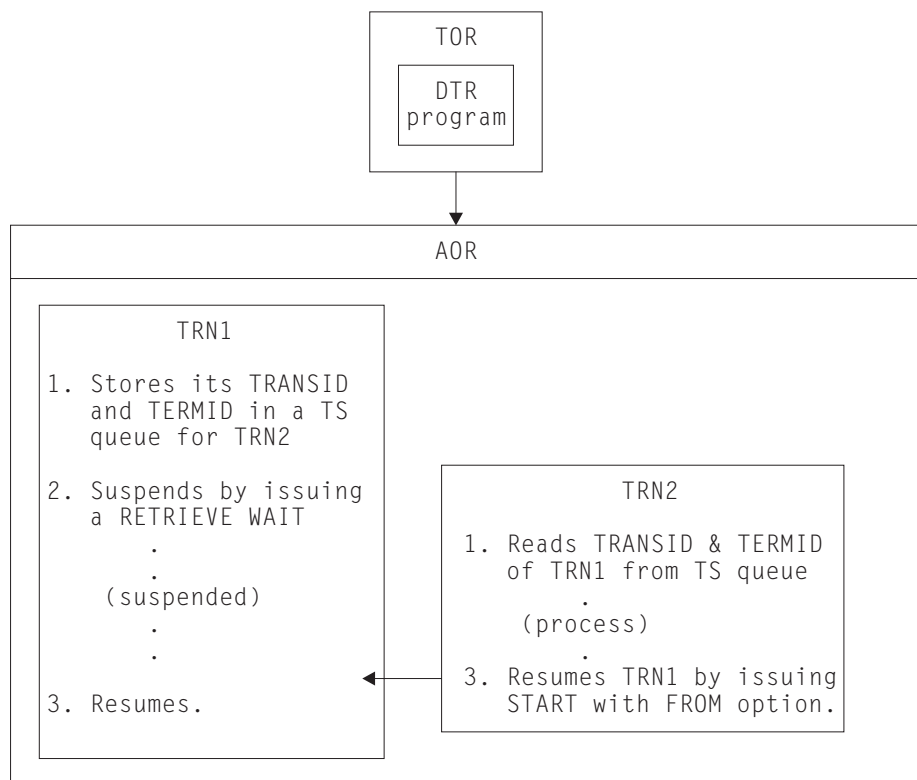 TOR
DTR
program
AOR
TRN1
1. Stores its TRANSID
and TERMID in a TS
queue for TRN2
2. Suspends by issuing
a RETRIEVE WAIT
.
.
(suspended)
.
.
3. Resumes.
TRN2
1. Reads TRANSID & TERMID
of TRN1 from TS queue
.
(process)
.
3. Resumes TRN1 by issuing
START with FROM option.